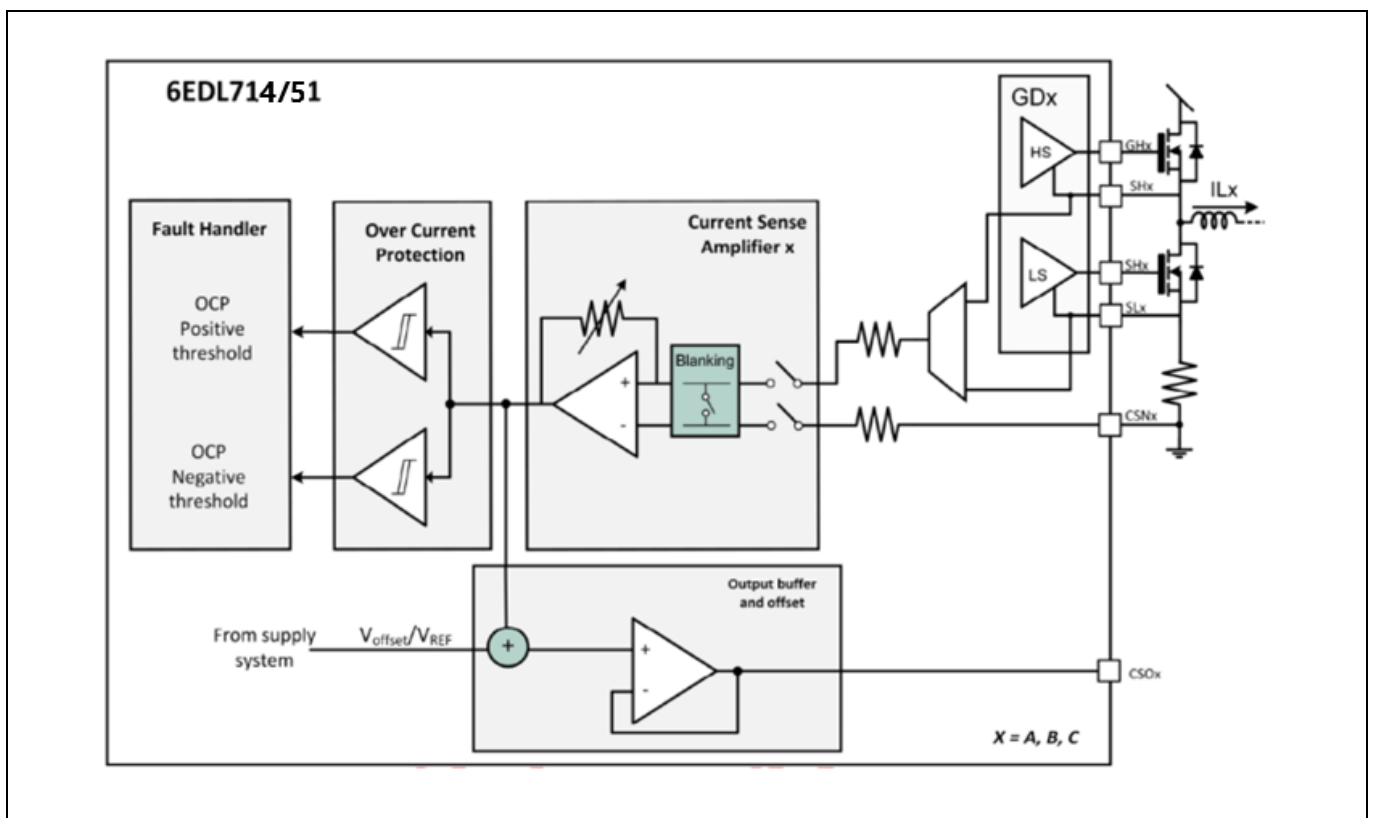 6EDL714/51
GDx
HS
GHx
SHx
ILx
LS
SHx
SLx
CSNx
Fault Handler
OCP
Positive
threshold
OCP
Negative
threshold
Over Current
Protection
Current Sense
Amplifier x
Blanking
+
-
Output buffer
and offset
From supply
system
Voffset/VREF
+
+
-
CSOx
X = A, B, C